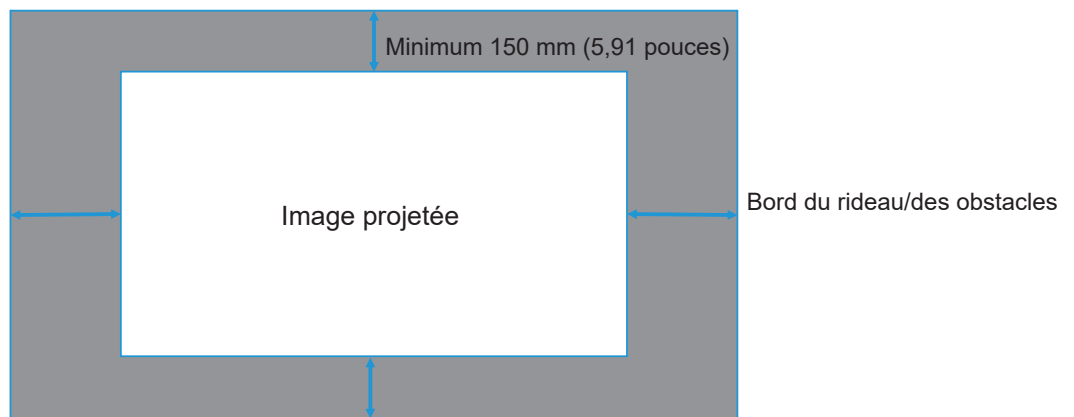 Minimum 150 mm (5,91 pouces)
Image projetée
Bord du rideau/des obstacles